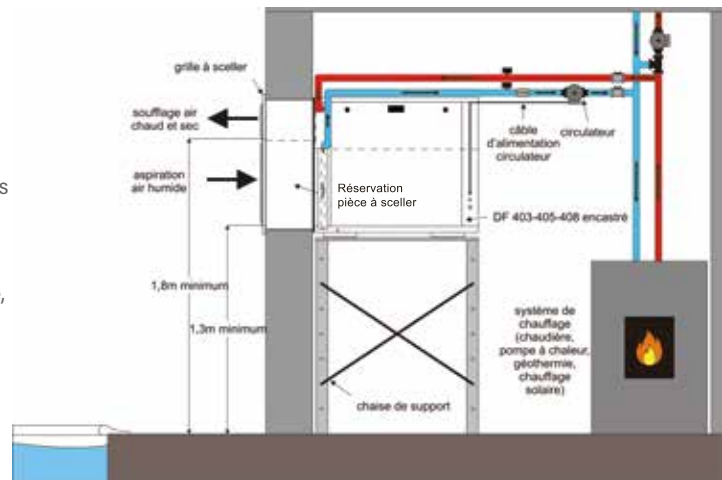 grille à sceller
soufflage air
chaud et sec
aspiration
air humide
s
,
Réservation
pièce à sceller
câble
d'alimentation
circulateur
circulateur
DF 403-405-408 encastré
1,8m minimum
1,3m minimum
chaise de support
système de
chauffage
(chaudière,
pompe à chaleur,
géothermie,
chauffage
solaire)